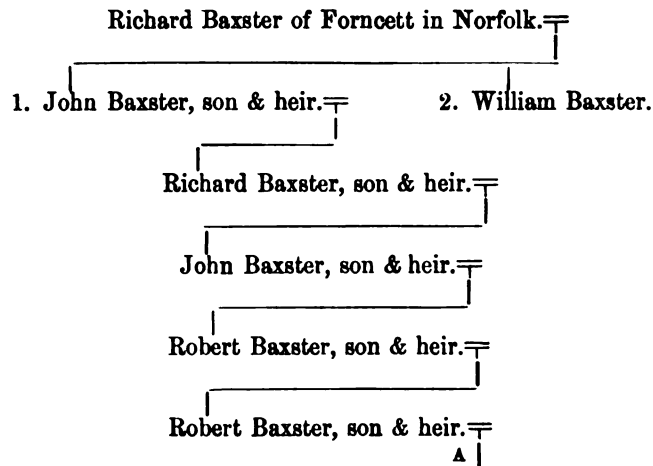 Richard Baxster of Forncett in Norfolk.
1. John Baxster, son & heir. 2. William Baxster.
Richard Baxster, son & heir.
John Baxster, son & heir.
Robert Baxster, son & heir.
Robert Baxster, son & heir.
A